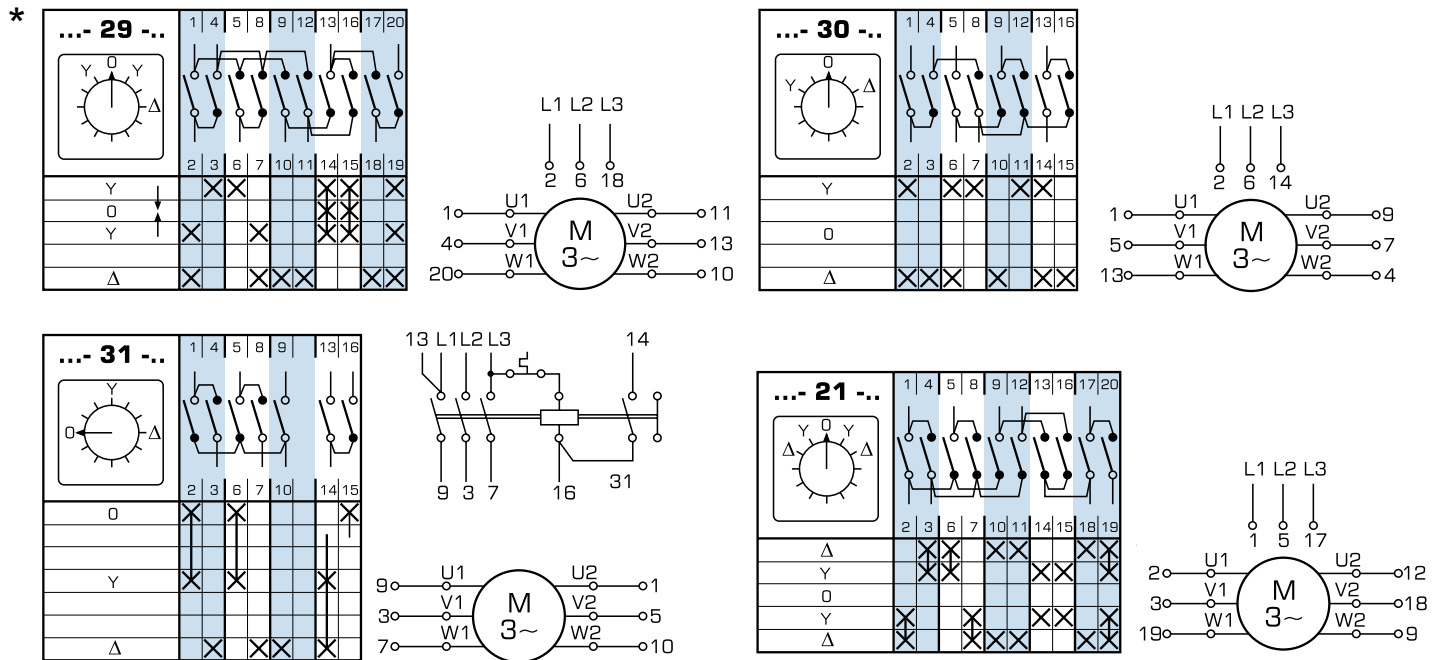 *
...- 29 -..
1 4 5 8 9 12 13 16 17 20
Y O Y Δ
2 3 6 7 10 11 14 15 18 19
Y
O
Y
Δ
L1 L2 L3
2 6 18
1 U1 U2 11
4 V1 M V2 13
20 W1 3~ W2 10
...- 30 -..
1 4 5 8 9 12 13 16
Y O Δ
2 3 6 7 10 11 14 15
Y
O
Δ
L1 L2 L3
2 6 14
1 U1 U2 9
5 V1 M V2 7
13 W1 3~ W2 4
...- 31 -..
1 4 5 8 9 13 16
Y
O Δ
2 3 6 7 10 14 15
O
Y
Δ
13 L1 L2 L3 14
9 3 7 16 31
9 U1 U2 1
3 V1 M V2 5
7 W1 3~ W2 10
...- 21 -..
1 4 5 8 9 12 13 16 17 20
Y O Y
Δ Δ
2 3 6 7 10 11 14 15 18 19
Δ
Y
O
Y
Δ
L1 L2 L3
1 5 17
2 U1 U2 12
3 V1 M V2 18
19 W1 3~ W2 9